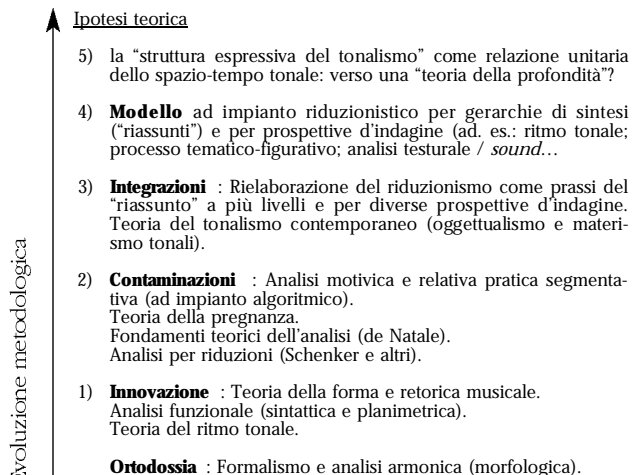 Ipotesi teorica
5) la “struttura espressiva del tonalismo” come relazione unitaria
dello spazio-tempo tonale: verso una “teoria della profondità”?
4) Modello ad impianto riduzionistico per gerarchie di sintesi
(“riassunti”) e per prospettive d'indagine (ad. es.: ritmo tonale;
processo tematico-figurativo; analisi testurale / sound…
3) Integrazioni : Rielaborazione del riduzionismo come prassi del
“riassunto” a più livelli e per diverse prospettive d'indagine.
Teoria del tonalismo contemporaneo (oggettualismo e materi-
smo tonali).
2) Contaminazioni : Analisi motivica e relativa pratica segmenta-
tiva (ad impianto algoritmico).
Teoria della pregnanza.
Fondamenti teorici dell'analisi (de Natale).
Analisi per riduzioni (Schenker e altri).
1) Innovazione : Teoria della forma e retorica musicale.
Analisi funzionale (sintattica e planimetrica).
Teoria del ritmo tonale.
Ortodossia : Formalismo e analisi armonica (morfologica).
Evoluzione metodologica